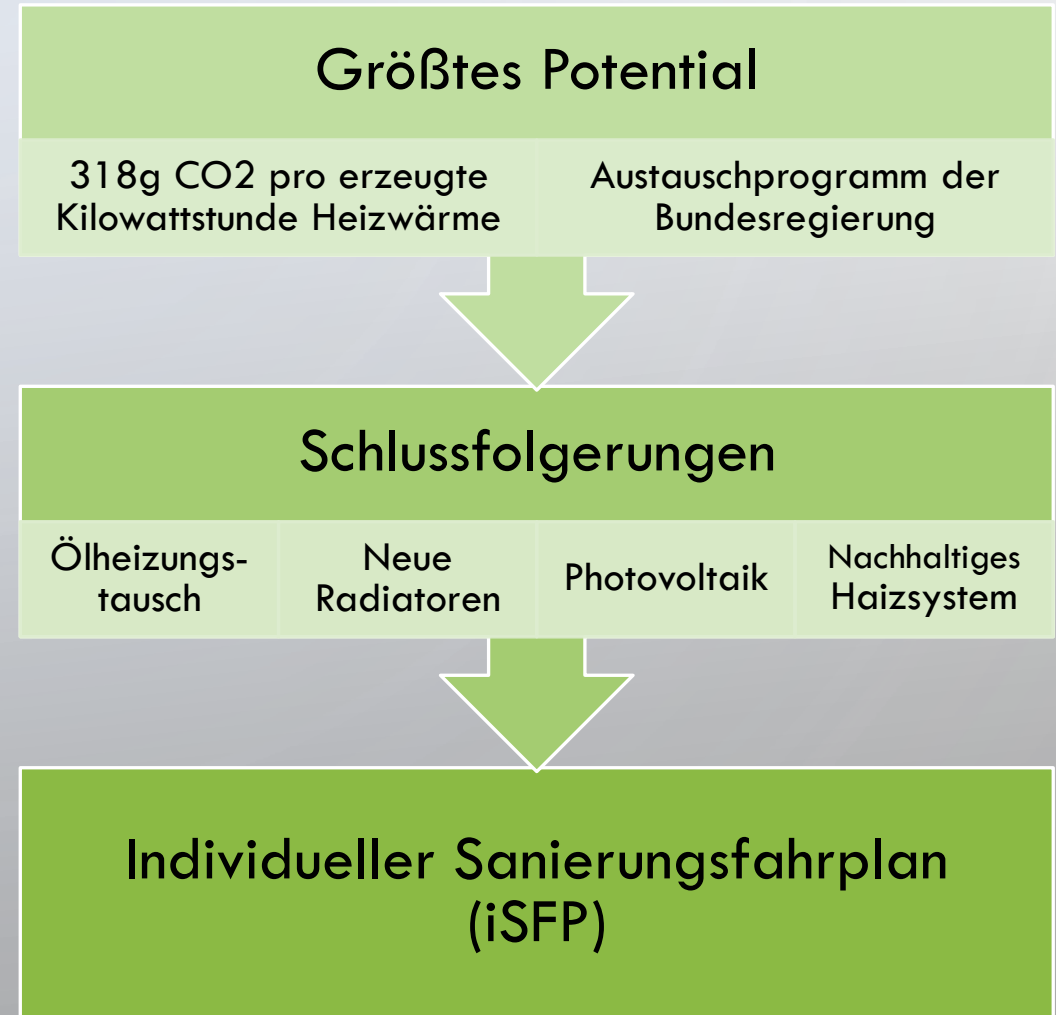 Größtes Potential
318g CO2 pro erzeugte
Kilowattstunde Heizwärme
Austauschprogramm der
Bundesregierung
Schlussfolgerungen
Ölheizungs-
tausch
Neue
Radiatoren
Photovoltaik
Nachhaltiges
Haizsystem
Individueller Sanierungsfahrplan
(iSFP)